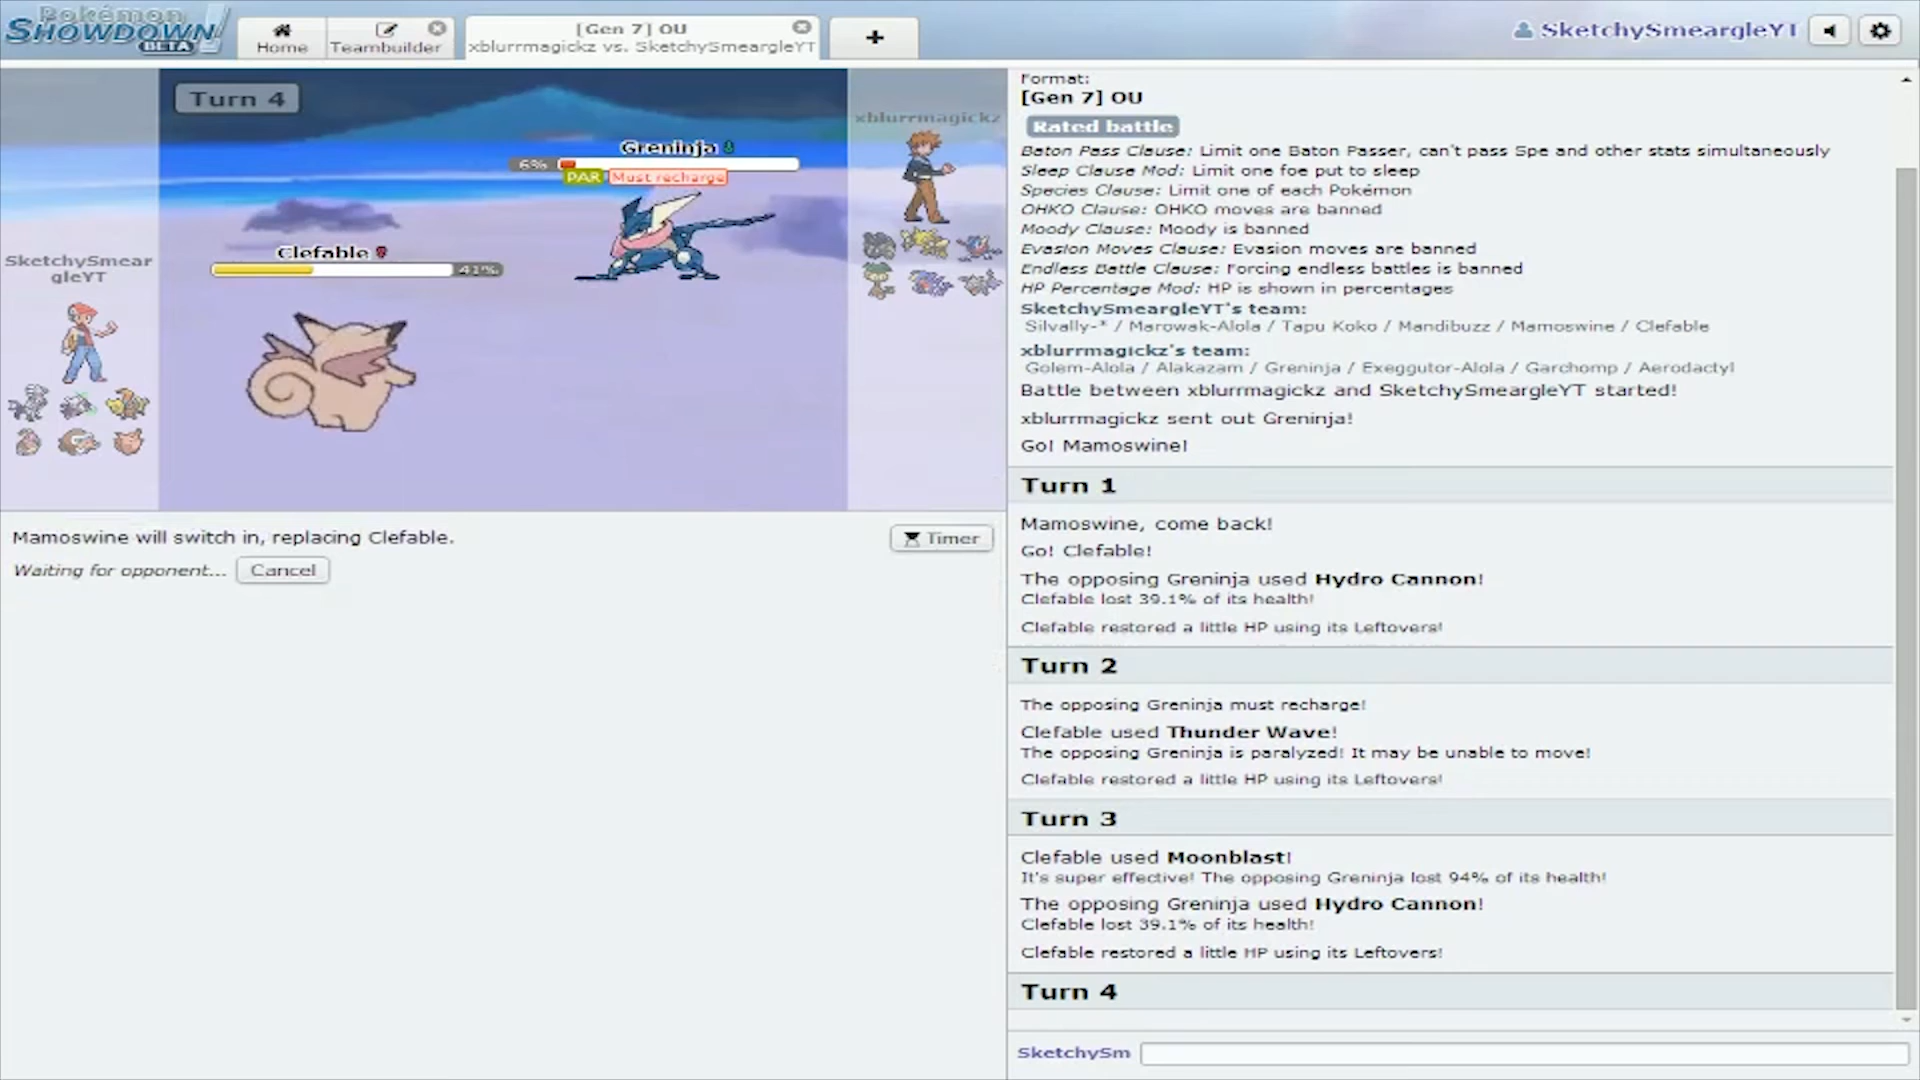 Pokémon
SHOWDOWN!
BETA
Home
Teambuilder
[Gen 7] OU
xblurrmagickz vs. SketchySmeargleYT
+
SketchySmeargleYT
Turn 4
Greninja
6%
PAR Must recharge
Clefable
41%
SketchySmear
gleYT
xblurrmagickz
Mamoswine will switch in, replacing Clefable.
Timer
Waiting for opponent... Cancel
Format:
[Gen 7] OU
Rated battle
Baton Pass Clause: Limit one Baton Passer, can't pass Spe and other stats simultaneously
Sleep Clause Mod: Limit one foe put to sleep
Species Clause: Limit one of each Pokémon
OHKO Clause: OHKO moves are banned
Moody Clause: Moody is banned
Evasion Moves Clause: Evasion moves are banned
Endless Battle Clause: Forcing endless battles is banned
HP Percentage Mod: HP is shown in percentages
SketchySmeargleYT's team:
Silvally-* / Marowak-Alola / Tapu Koko / Mandibuzz / Mamoswine / Clefable
xblurrmagickz's team:
Golem-Alola / Alakazam / Greninja / Exeggutor-Alola / Garchomp / Aerodactyl
Battle between xblurrmagickz and SketchySmeargleYT started!
xblurrmagickz sent out Greninja!
Go! Mamoswine!
Turn 1
Mamoswine, come back!
Go! Clefable!
The opposing Greninja used Hydro Cannon!
Clefable lost 39.1% of its health!
Clefable restored a little HP using its Leftovers!
Turn 2
The opposing Greninja must recharge!
Clefable used Thunder Wave!
The opposing Greninja is paralyzed! It may be unable to move!
Clefable restored a little HP using its Leftovers!
Turn 3
Clefable used Moonblast!
It's super effective! The opposing Greninja lost 94% of its health!
The opposing Greninja used Hydro Cannon!
Clefable lost 39.1% of its health!
Clefable restored a little HP using its Leftovers!
Turn 4
SketchySm